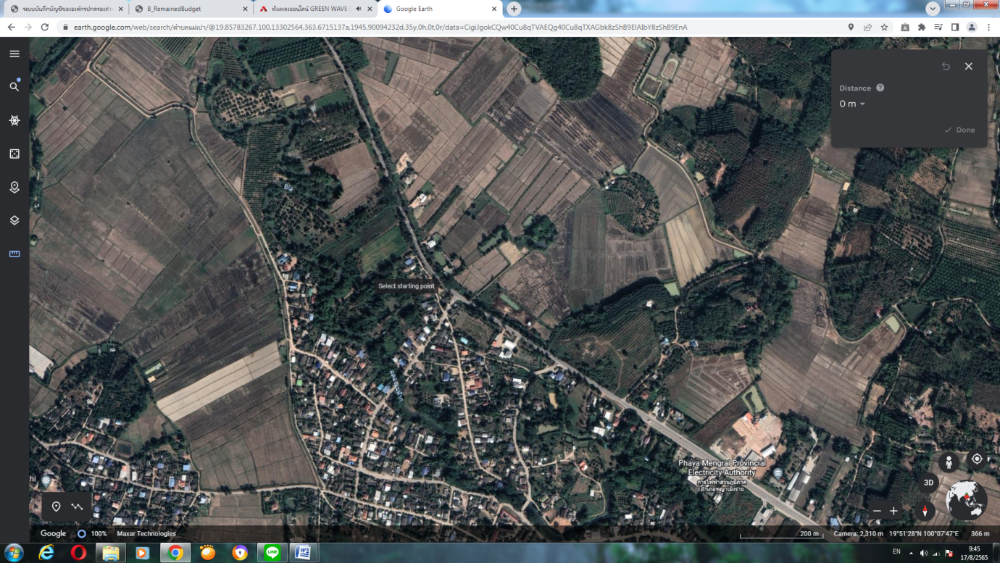 ระบบบันทึกบัญชีขององค์กรปกครองส่วน
B_RemainedBudget
ฟังเพลงออนไลน์ GREEN WAVE
Google Earth
earth.google.com/web/search/ตำบลแม่เปา/@19.85783267,100.13302564,363.6715137a,1945.90094232d,35y,0h,0t,0r/data=CigiJgokCQw40Cu8qTVAEQg40Cu8qTXAGbk8zShB9EIAIbY8zShB9EnA
Distance
0 m
Done
Bia
Select starting point
Phaya Mengrai Provincial
Electricity Authority
การไฟฟ้าส่วนภูมิภาค
อำเภอพญาเม็งราย
hi
3D
Google
100%
Maxar Technologies
200 m
Camera: 2,310 m
19°51'28"N 100°07'47"E
366 m
LINE
EN
9:45
17/8/2565